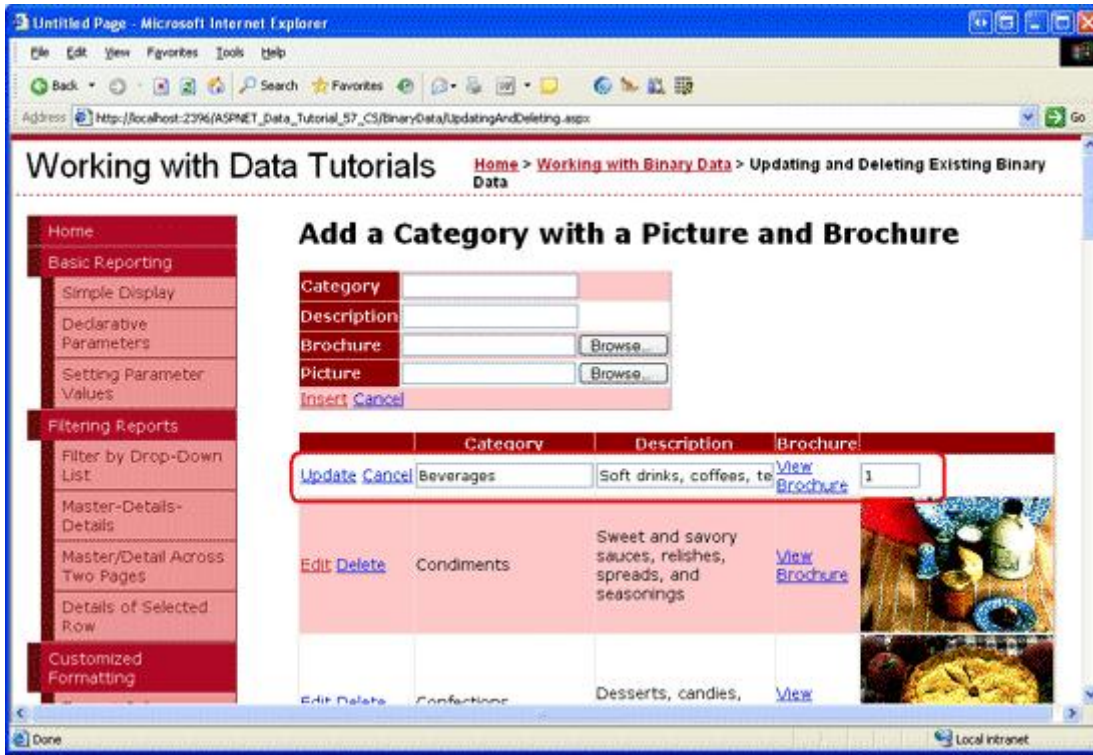 Untitled Page - Microsoft Internet Explorer
File Edit View Favorites Tools Help
Back Search Favorites
Address http://localhost:2396/ASPNET_Data_Tutorial_57_CS/BinaryData/UpdatingAndDeleting.aspx Go
Working with Data Tutorials
Home > Working with Binary Data > Updating and Deleting Existing Binary
Data
Home
Basic Reporting
Simple Display
Declarative
Parameters
Setting Parameter
Values
Filtering Reports
Filter by Drop-Down
List
Master-Details-
Details
Master/Detail Across
Two Pages
Details of Selected
Row
Customized
Formatting
Add a Category with a Picture and Brochure
Category
Description
Brochure Browse...
Picture Browse...
Insert Cancel
Category Description Brochure
Update Cancel Beverages Soft drinks, coffees, te View
Brochure 1
Edit Delete Condiments Sweet and savory
sauces, relishes,
spreads, and
seasonings View
Brochure
Edit Delete Confections Desserts, candies, View
Done Local intranet